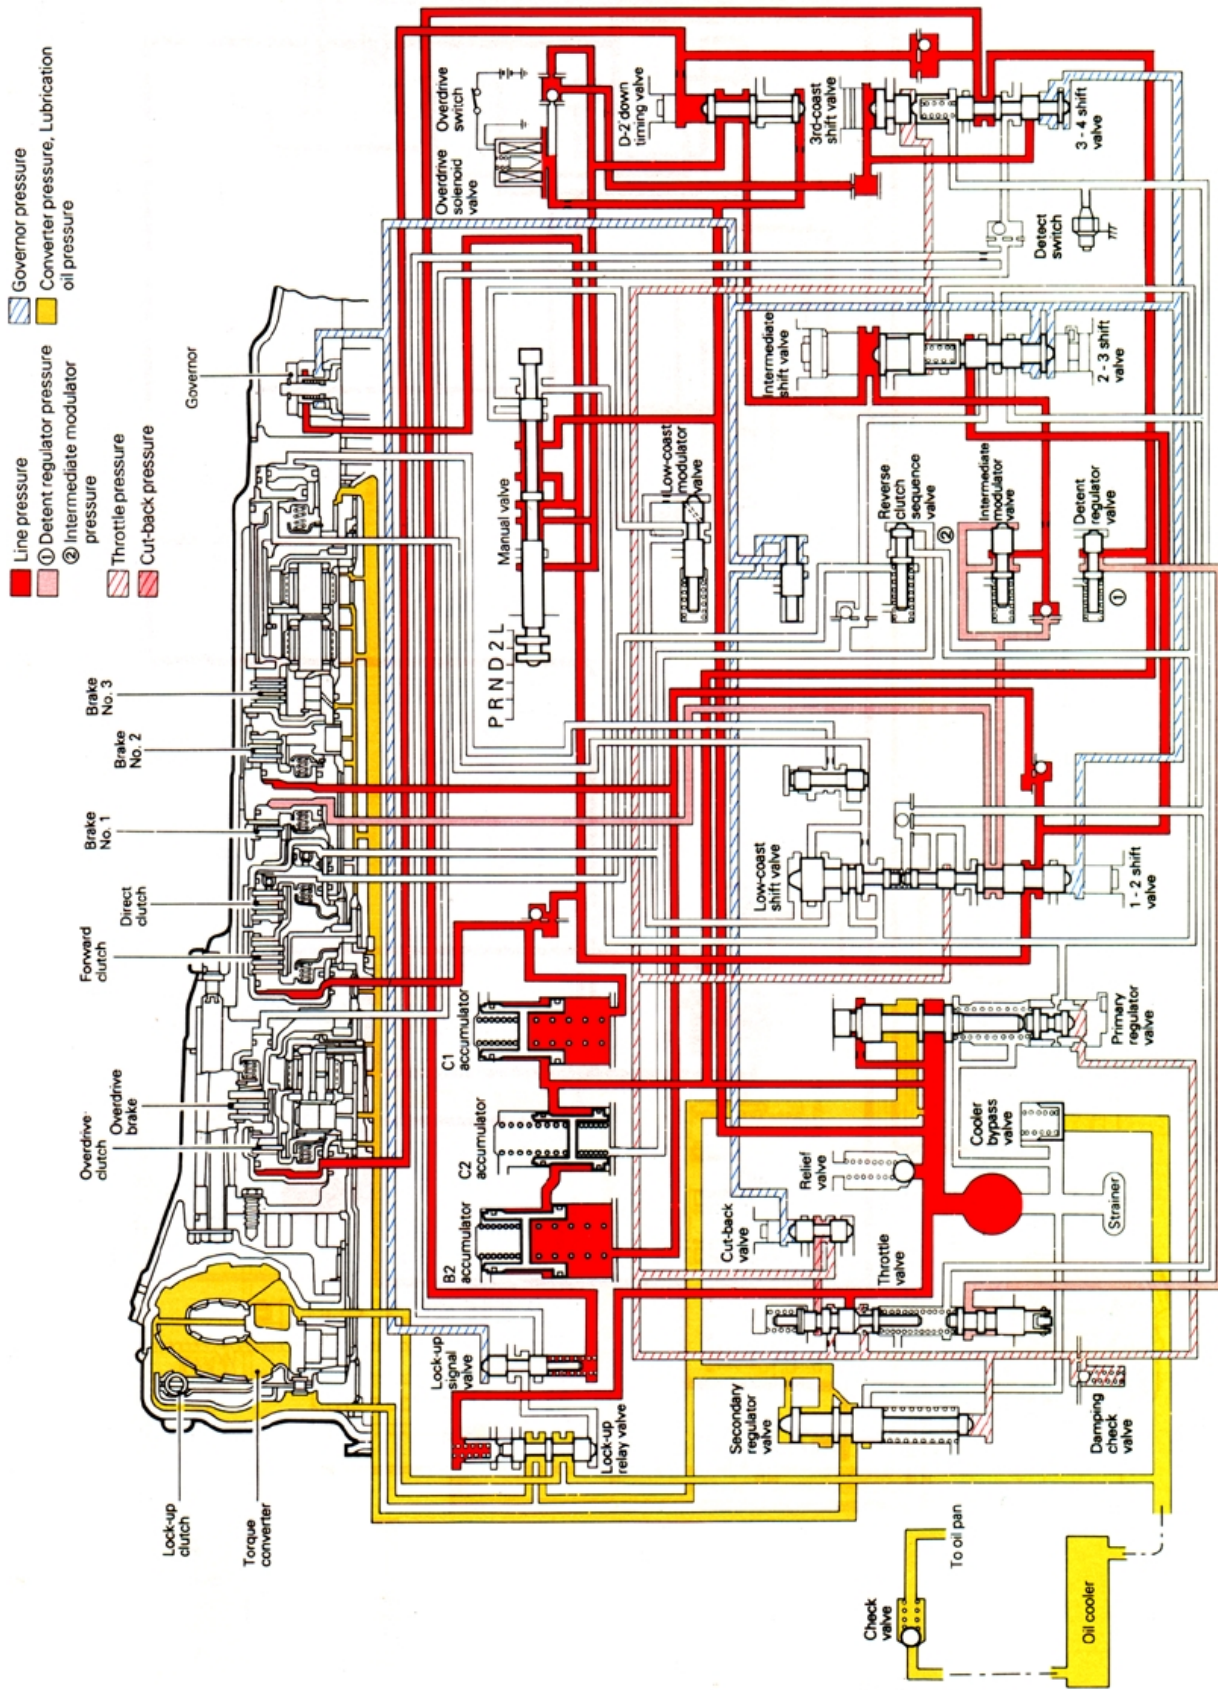 Line pressure
① Detent regulator pressure
② Intermediate modulator
pressure
Throttle pressure
Cut-back pressure
Governor pressure
Converter pressure, Lubrication
oil pressure
Lock-up
clutch
Torque
converter
Overdrive
clutch
Overdrive
brake
Forward
clutch
Direct
clutch
Brake
No. 1
Brake
No. 2
Brake
No. 3
Governor
Lock-up
relay valve
Lock-up
signal
valve
B2
accumulator
C2
accumulator
C1
accumulator
P R N D 2 L
Manual valve
Overdrive
solenoid
valve
Overdrive
switch
D-2 down
timing valve
Low-coast
modulator
valve
Secondary
regulator
valve
Cut-back
valve
Relief
valve
Low-coast
shift valve
Intermediate
shift valve
3rd-coast
shift valve
Throttle
valve
Reverse
clutch
sequence
valve
②
Intermediate
modulator
valve
Detent
regulator
valve
①
Cooler
bypass
valve
Primary
regulator
valve
Detect
switch
Damping
check
valve
Strainer
1 - 2 shift
valve
2 - 3 shift
valve
3 - 4 shift
valve
Check
valve
To oil pan
Oil cooler